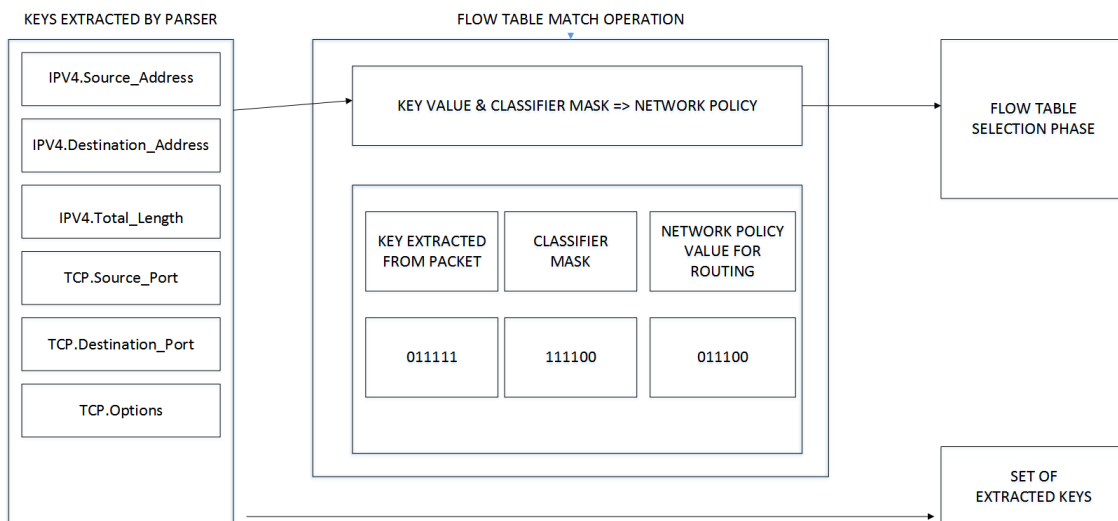 KEYS EXTRACTED BY PARSER
IPV4.Source_Address
IPV4.Destination_Address
IPV4.Total_Length
TCP.Source_Port
TCP.Destination_Port
TCP.Options
FLOW TABLE MATCH OPERATION
KEY VALUE & CLASSIFIER MASK => NETWORK POLICY
KEY EXTRACTED
FROM PACKET
CLASSIFIER
MASK
NETWORK POLICY
VALUE FOR
ROUTING
011111
111100
011100
FLOW TABLE
SELECTION PHASE
SET OF
EXTRACTED KEYS